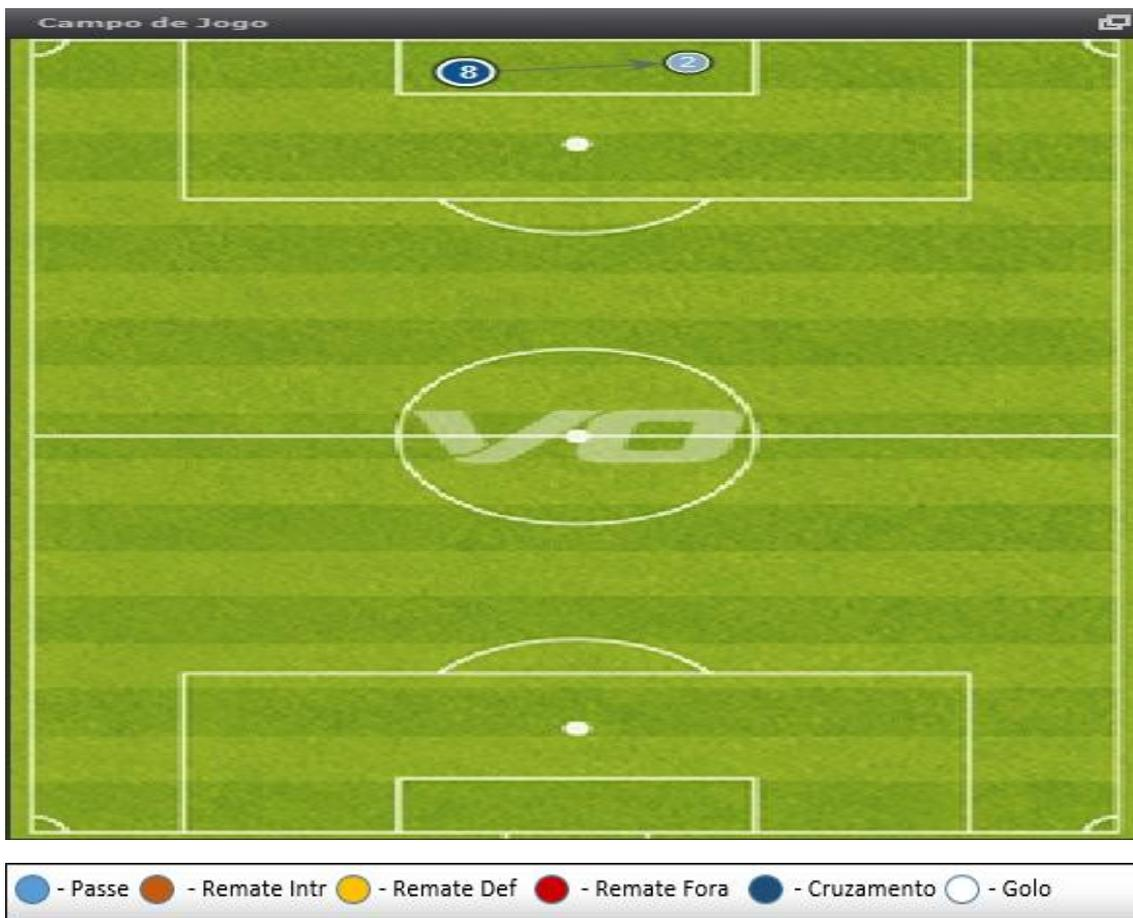 Campo de Jogo
8 2
VO
- Passe - Remate Intr - Remate Def - Remate Fora - Cruzamento - Golo